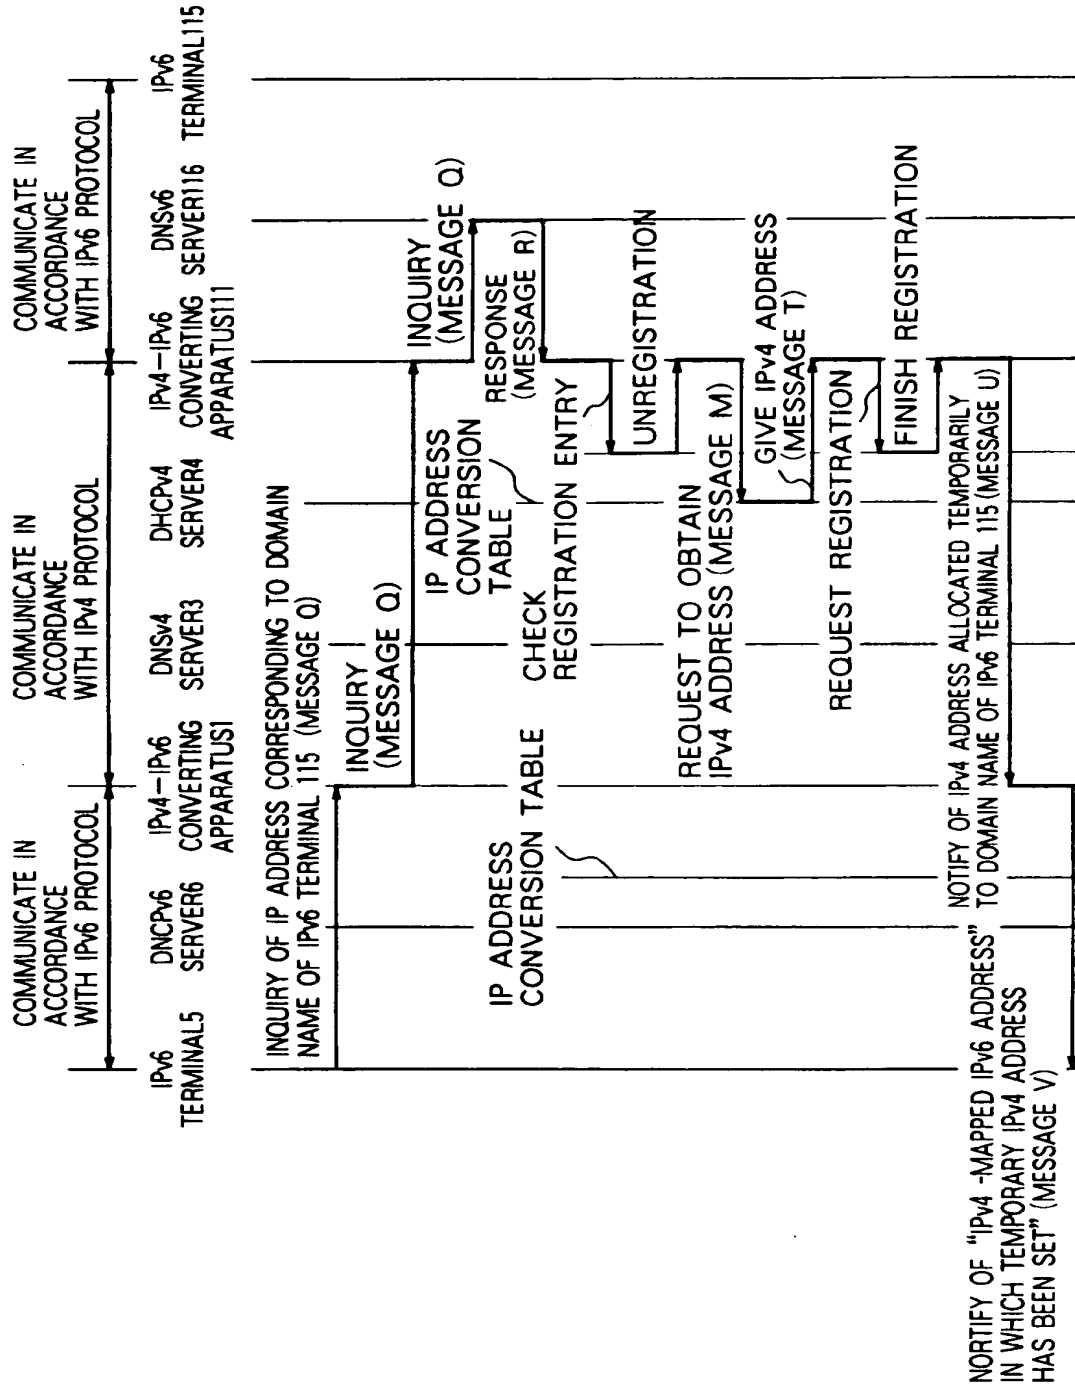 COMMUNICATE IN
ACCORDANCE
WITH IPv6 PROTOCOL
COMMUNICATE IN
ACCORDANCE
WITH IPv4 PROTOCOL
COMMUNICATE IN
ACCORDANCE
WITH IPv6 PROTOCOL
IPv6
TERMINAL5
DNCPv6
SERVER6
IPv4-IPv6
CONVERTING
APPARATUS1
DNSv4
SERVER3
DHCPv4
SERVER4
IPv4-IPv6
CONVERTING
APPARATUS111
DNSv6
SERVER116
IPv6
TERMINAL115
INQUIRY OF IP ADDRESS CORRESPONDING TO DOMAIN
NAME OF IPv6 TERMINAL 115 (MESSAGE Q)
INQUIRY
(MESSAGE Q)
INQUIRY
(MESSAGE Q)
IP ADDRESS
CONVERSION
TABLE
RESPONSE
(MESSAGE R)
IP ADDRESS
CONVERSION TABLE
CHECK
REGISTRATION ENTRY
UNREGISTRATION
REQUEST TO OBTAIN
IPv4 ADDRESS (MESSAGE M)
GIVE IPv4 ADDRESS
(MESSAGE T)
REQUEST REGISTRATION
FINISH REGISTRATION
NOTIFY OF IPv4 ADDRESS ALLOCATED TEMPORARILY
TO DOMAIN NAME OF IPv6 TERMINAL 115 (MESSAGE U)
NORTIFY OF "IPv4 -MAPPED IPv6 ADDRESS"
IN WHICH TEMPORARY IPv4 ADDRESS
HAS BEEN SET" (MESSAGE V)